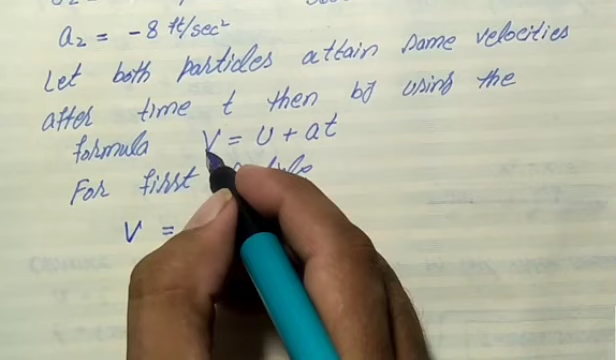 a₂ = -8 ft/sec²
Let both particles attain same velocities
after time t then by using the
formula V = U + at
For first
V =